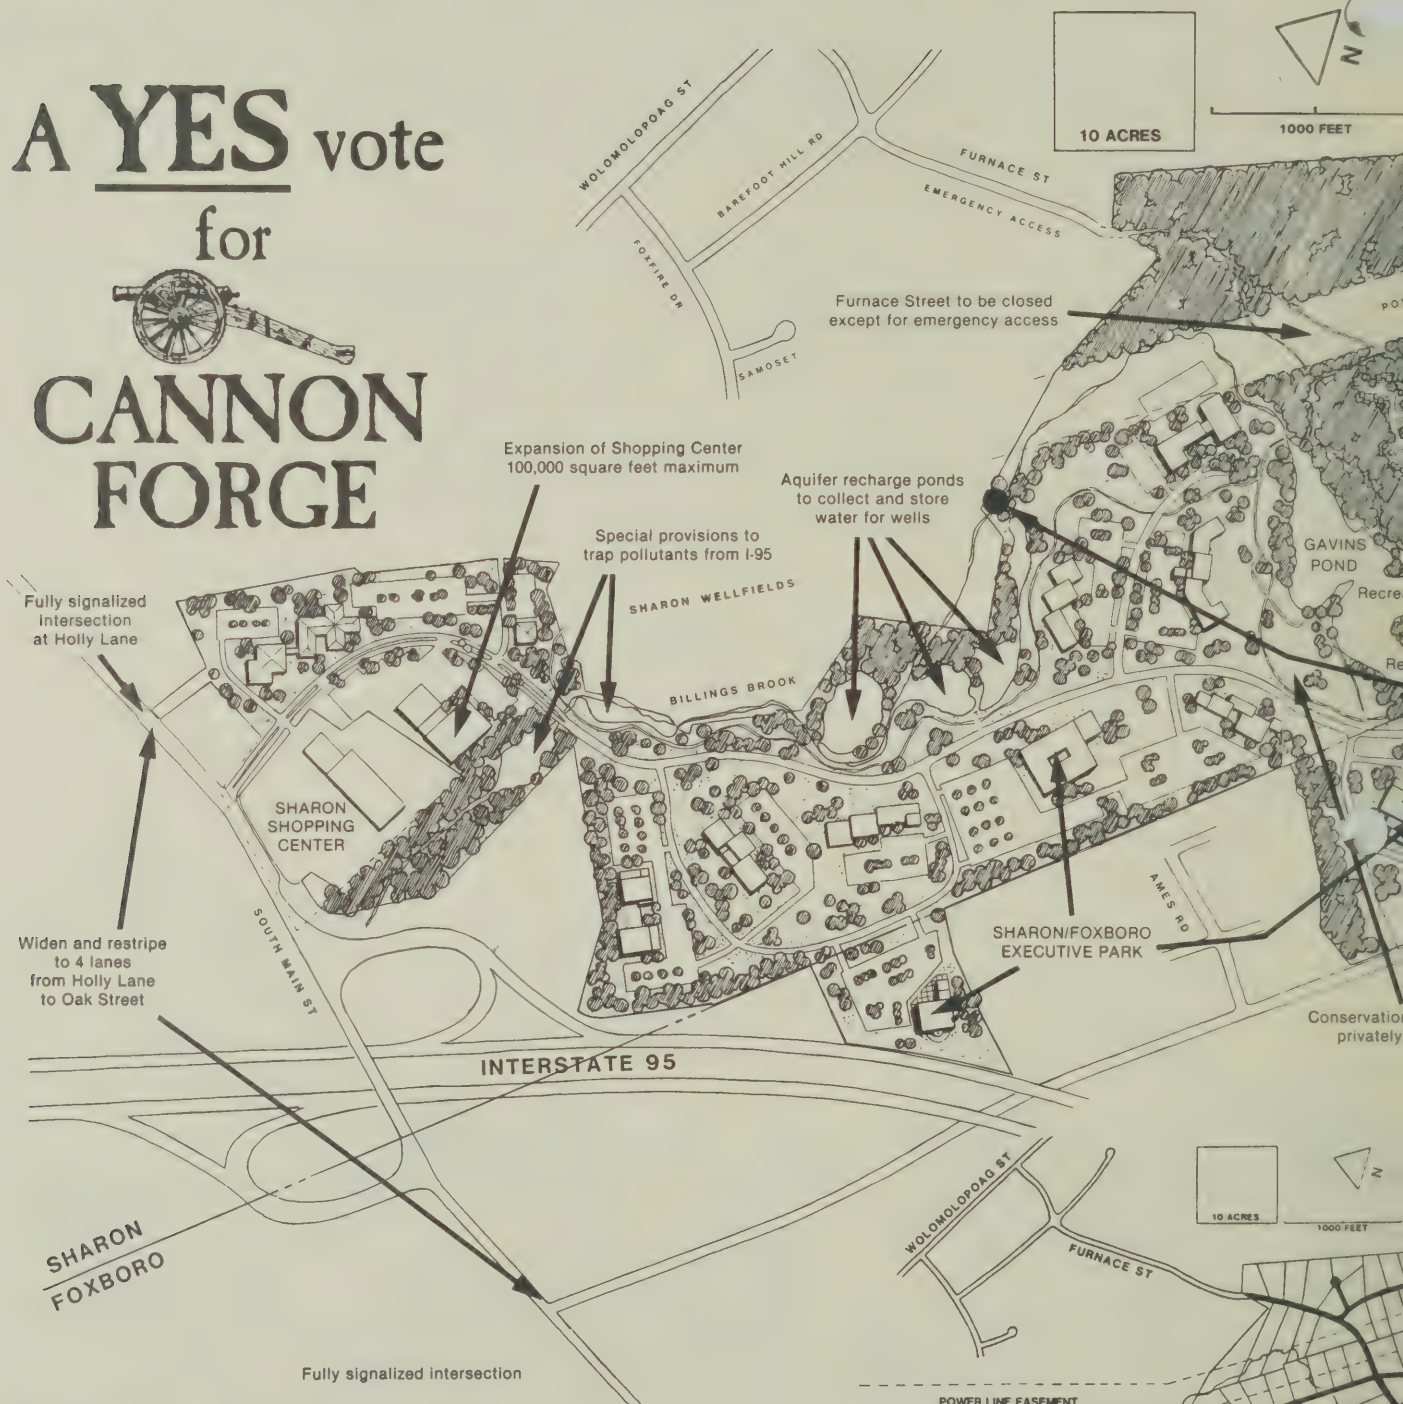 A YES vote
for
CANNON
FORGE
WOLOMOLOPOAG ST
BAREFOOT HILL RD
FOXFIRE DR
SAMOSET
FURNACE ST
EMERGENCY ACCESS
10 ACRES
N
1000 FEET
Furnace Street to be closed
except for emergency access
Expansion of Shopping Center
100,000 square feet maximum
Special provisions to
trap pollutants from I-95
Aquifer recharge ponds
to collect and store
water for wells
SHARON WELLFIELDS
BILLINGS BROOK
GAVINS
POND
Fully signalized
intersection
at Holly Lane
SHARON
SHOPPING
CENTER
Widen and restripe
to 4 lanes
from Holly Lane
to Oak Street
SOUTH MAIN ST
AMES RD
SHARON/FOXBORO
EXECUTIVE PARK
Conservation
privately
INTERSTATE 95
SHARON
FOXBORO
Fully signalized intersection
WOLOMOLOPOAG ST
FURNACE ST
10 ACRES
N
1000 FEET
POWER LINE EASEMENT